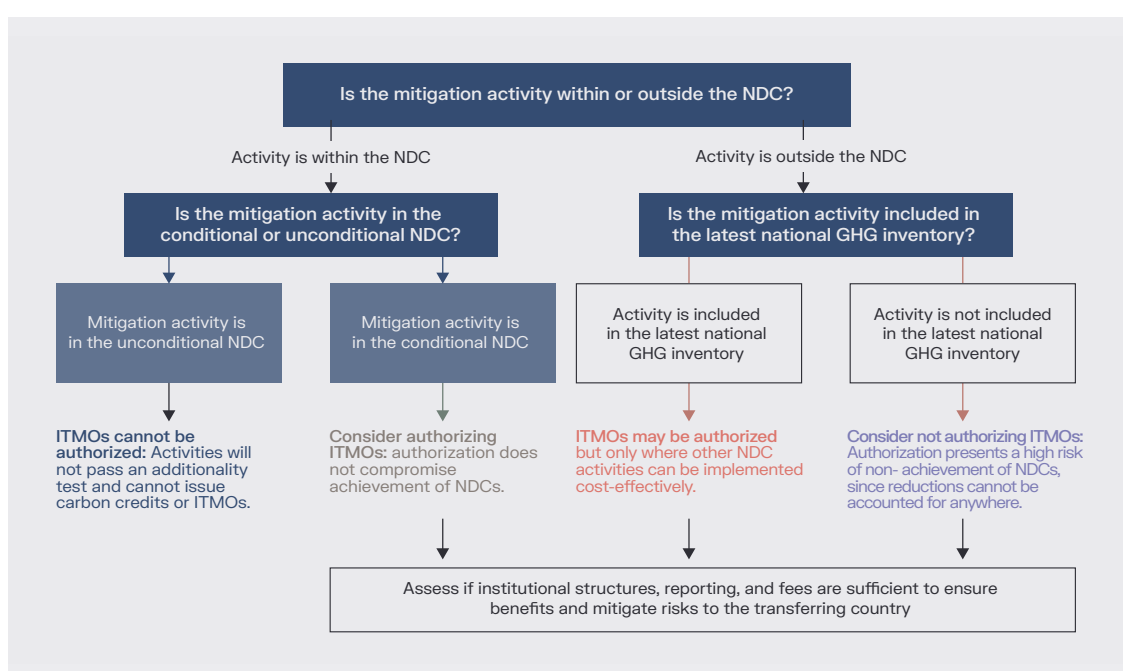 Is the mitigation activity within or outside the NDC?
Activity is within the NDC
Activity is outside the NDC
Is the mitigation activity in the
conditional or unconditional NDC?
Is the mitigation activity included in
the latest national GHG inventory?
Mitigation activity is
in the unconditional NDC
Mitigation activity is
in the conditional NDC
Activity is included
in the latest national
GHG inventory
Activity is not included
in the latest national
GHG inventory
ITMOs cannot be
authorized: Activities will
not pass an additionality
test and cannot issue
carbon credits or ITMOs.
Consider authorizing
ITMOs: authorization does
not compromise
achievement of NDCs.
ITMOs may be authorized
but only where other NDC
activities can be implemented
cost-effectively.
Consider not authorizing ITMOs:
Authorization presents a high risk
of non- achievement of NDCs,
since reductions cannot be
accounted for anywhere.
Assess if institutional structures, reporting, and fees are sufficient to ensure
benefits and mitigate risks to the transferring country